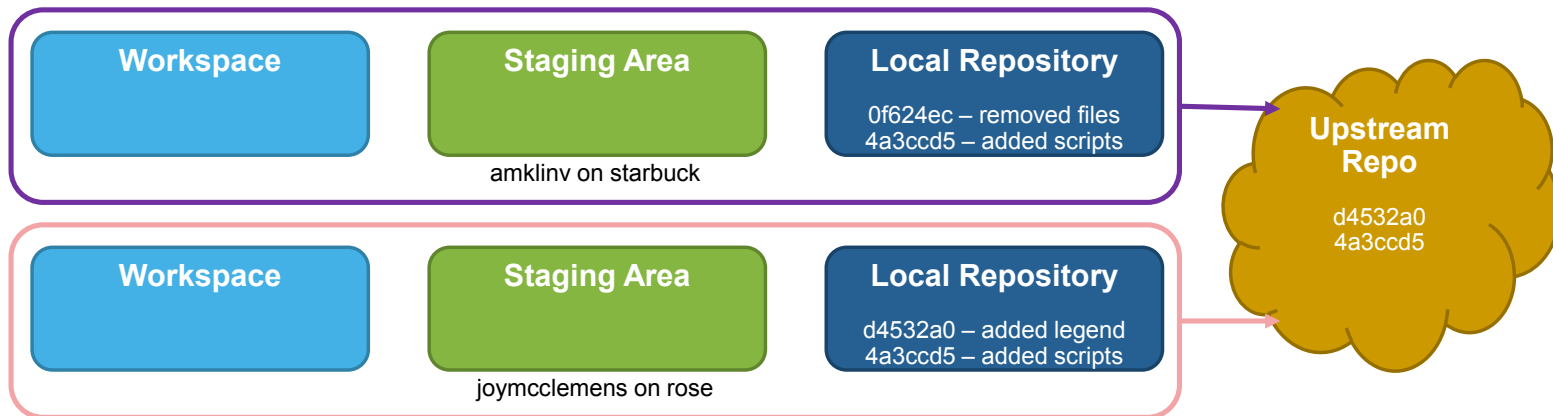 Workspace
Staging Area
Local Repository
0f624ec – removed files
4a3ccd5 – added scripts
amklinv on starbuck
Workspace
Staging Area
Local Repository
d4532a0 – added legend
4a3ccd5 – added scripts
joymcclemens on rose
Upstream
Repo
d4532a0
4a3ccd5